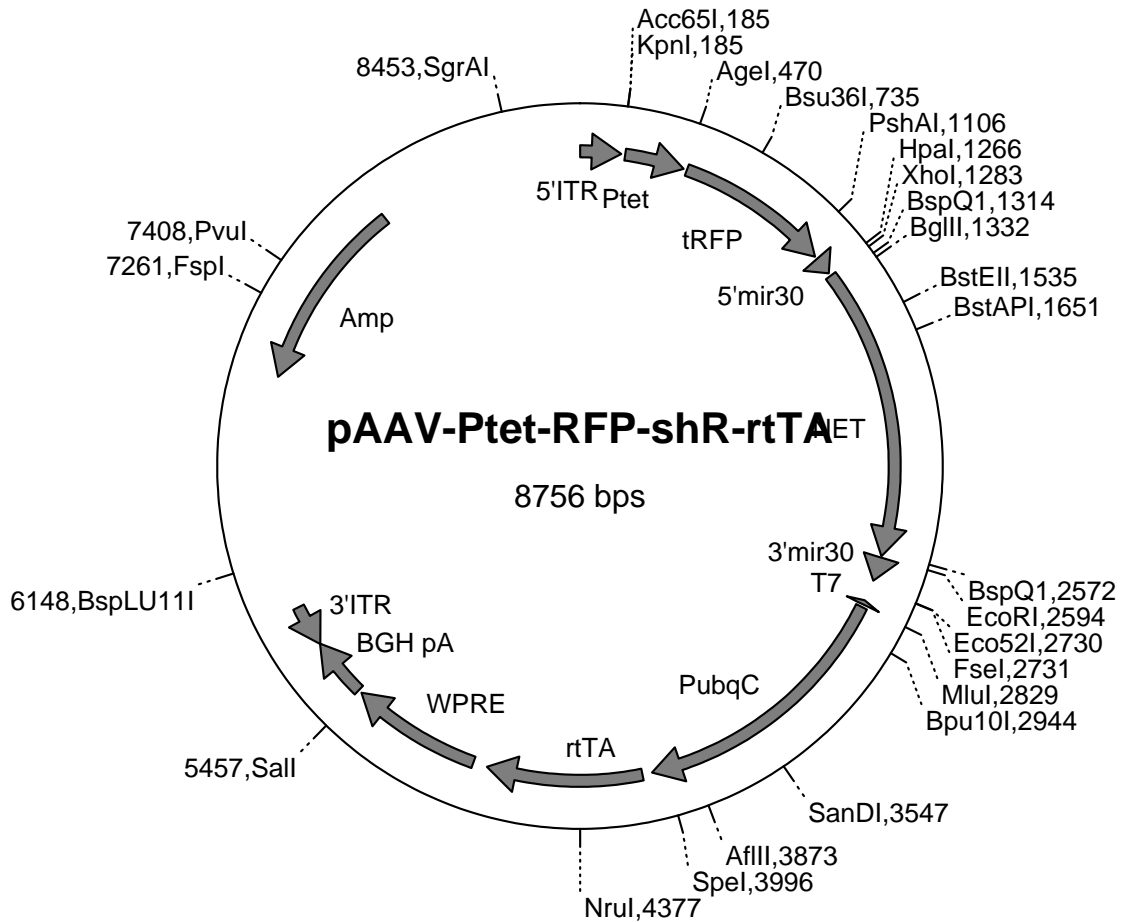 Acc65I,185
KpnI,185
AgeI,470
Bsu36I,735
PshAI,1106
HpaI,1266
XhoI,1283
BspQ1,1314
BglII,1332
BstEII,1535
BstAPI,1651
8453,SgrAI
7408,PvuI
7261,FspI
5'ITR
Ptet
tRFP
5'mir30
Amp
pAAV-Ptet-RFP-shR-rtTA
NET
8756 bps
3'mir30
T7
BspQ1,2572
EcoRI,2594
Eco52I,2730
FseI,2731
MluI,2829
Bpu10I,2944
6148,BspLU11I
3'ITR
BGH pA
WPRE
PubqC
rtTA
5457,SalI
SanDI,3547
AflII,3873
SpeI,3996
NruI,4377